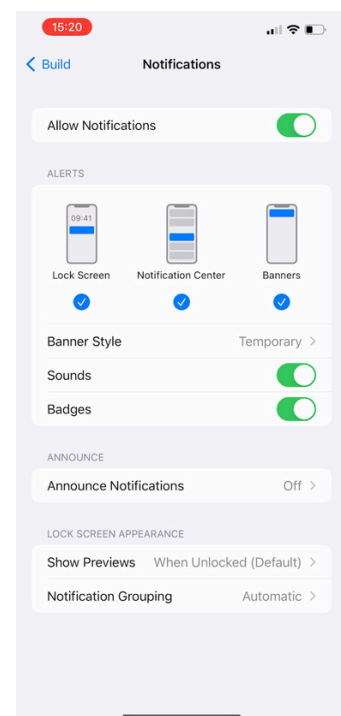 15:20
Build
Notifications
Allow Notifications
ALERTS
09:41
Lock Screen
Notification Center
Banners
Banner Style Temporary
Sounds
Badges
ANNOUNCE
Announce Notifications Off
LOCK SCREEN APPEARANCE
Show Previews When Unlocked (Default)
Notification Grouping Automatic